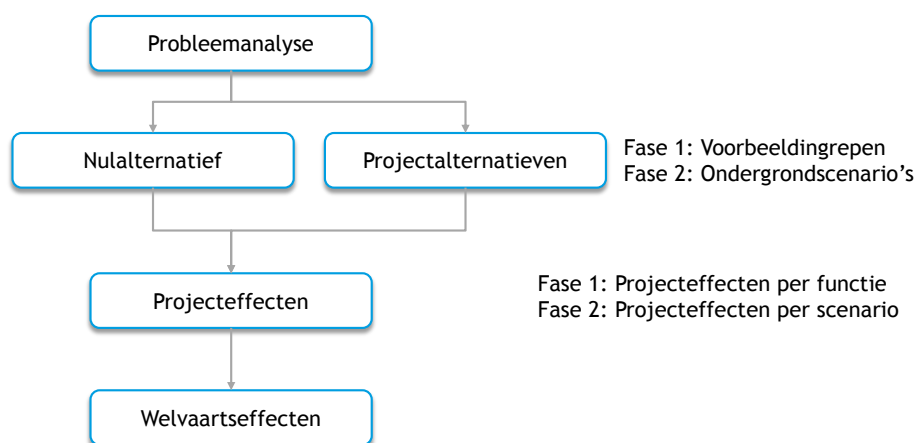 Probleemanalyse
Nulalternatief
Projectalternatieven
Fase 1: Voorbeeldingrepen
Fase 2: Ondergrondscenario's
Projecteffecten
Fase 1: Projecteffecten per functie
Fase 2: Projecteffecten per scenario
Welvaartseffecten